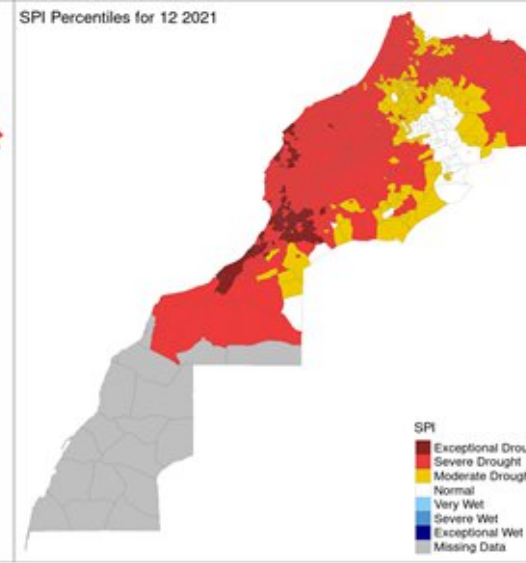 SPI Percentiles for 12 2021
SPI
Exceptional Drou
Severe Drought
Moderate Drough
Normal
Very Wet
Severe Wet
Exceptional Wet
Missing Data